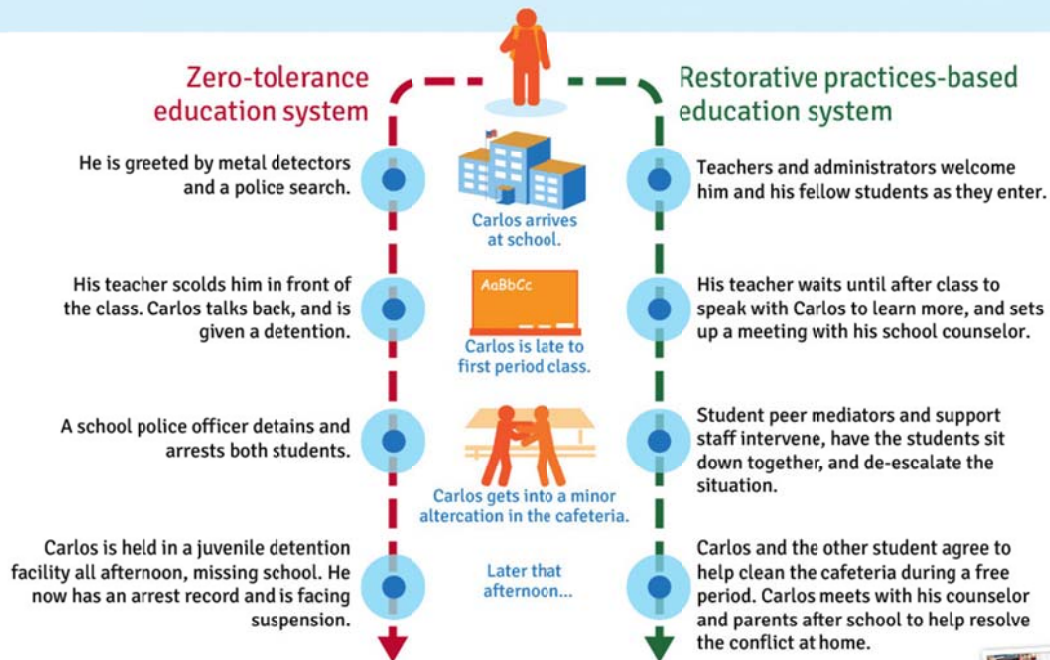 Zero-tolerance
education system
Restorative practices-based
education system
He is greeted by metal detectors
and a police search.
Carlos arrives
at school.
Teachers and administrators welcome
him and his fellow students as they enter.
His teacher scolds him in front of
the class. Carlos talks back, and is
given a detention.
AaBbCc
Carlos is late to
first period class.
His teacher waits until after class to
speak with Carlos to learn more, and sets
up a meeting with his school counselor.
A school police officer detains and
arrests both students.
Carlos gets into a minor
altercation in the cafeteria.
Student peer mediators and support
staff intervene, have the students sit
down together, and de-escalate the
situation.
Carlos is held in a juvenile detention
facility all afternoon, missing school. He
now has an arrest record and is facing
suspension.
Later that
afternoon...
Carlos and the other student agree to
help clean the cafeteria during a free
period. Carlos meets with his counselor
and parents after school to help resolve
the conflict at home.